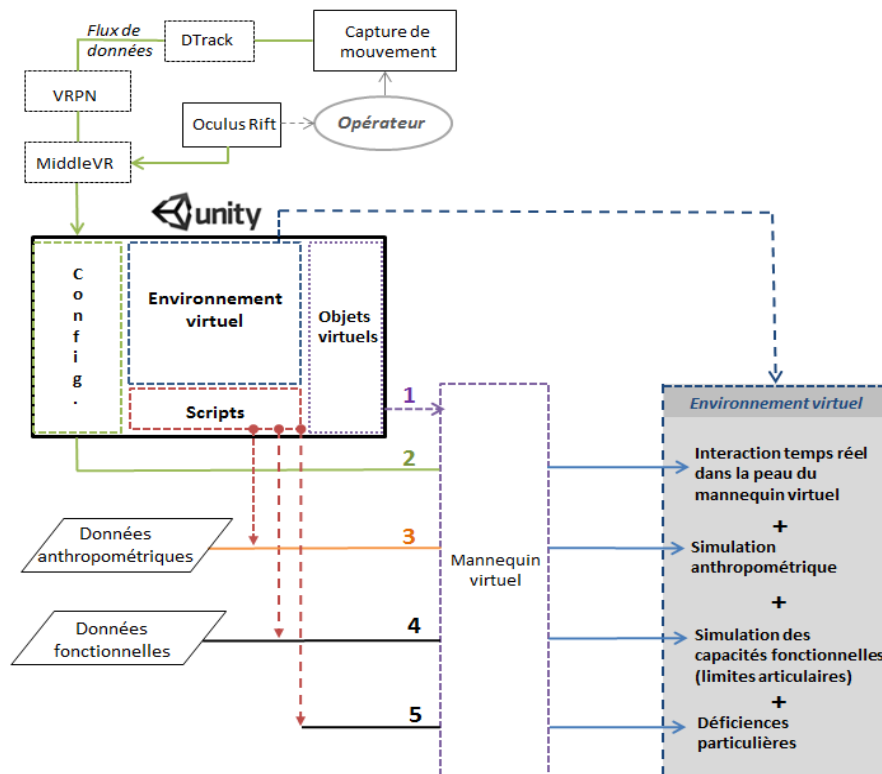 Flux de
données
DTrack
Capture de
mouvement
VRPN
Oculus Rift
Opérateur
MiddleVR
unity
Config.
Environnement
virtuel
Objets
virtuels
Scripts
1
2
3
4
5
Données
anthropométriques
Données
fonctionnelles
Mannequin
virtuel
Environnement virtuel
Interaction temps réel
dans la peau du
mannequin virtuel
+
Simulation
anthropométrique
+
Simulation des
capacités fonctionnelles
(limites articulaires)
+
Déficiences
particulières